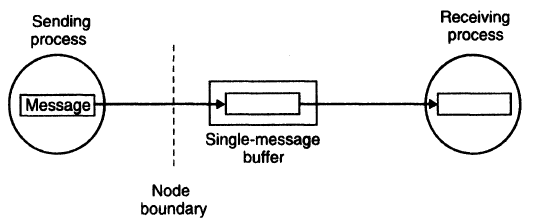 Sending
process
Receiving
process
Message
Single-message
buffer
Node
boundary